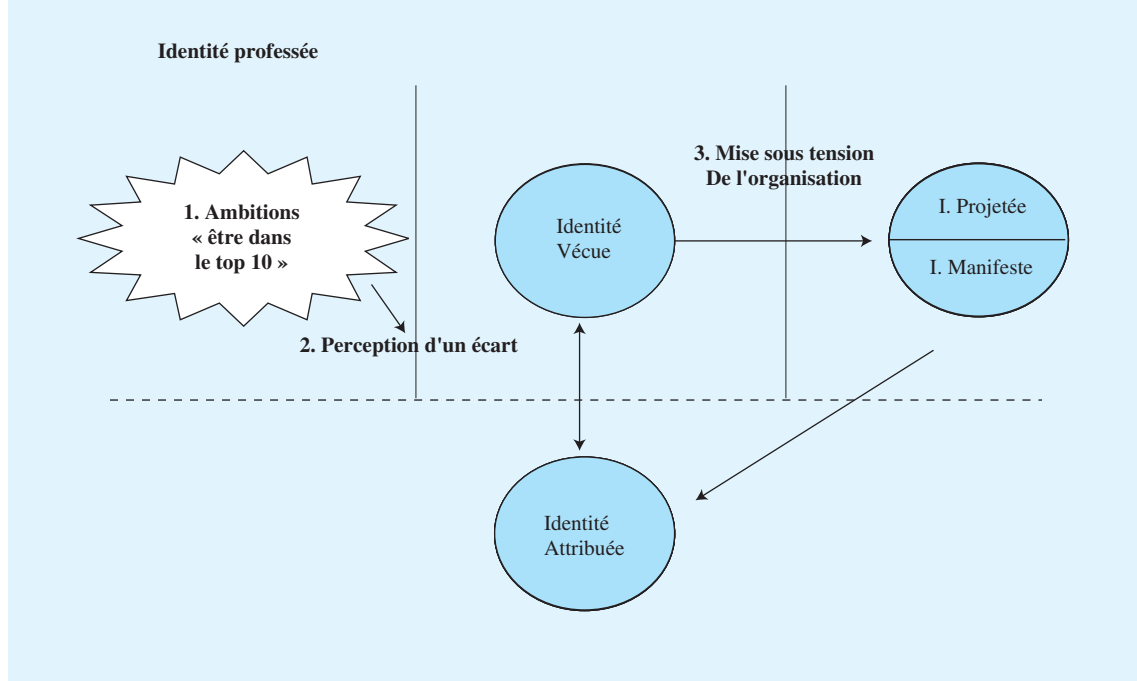 Identité professée
1. Ambitions
« être dans
le top 10 »
2. Perception d'un écart
Identité
Vécue
3. Mise sous tension
De l'organisation
I. Projetée
I. Manifeste
Identité
Attribuée